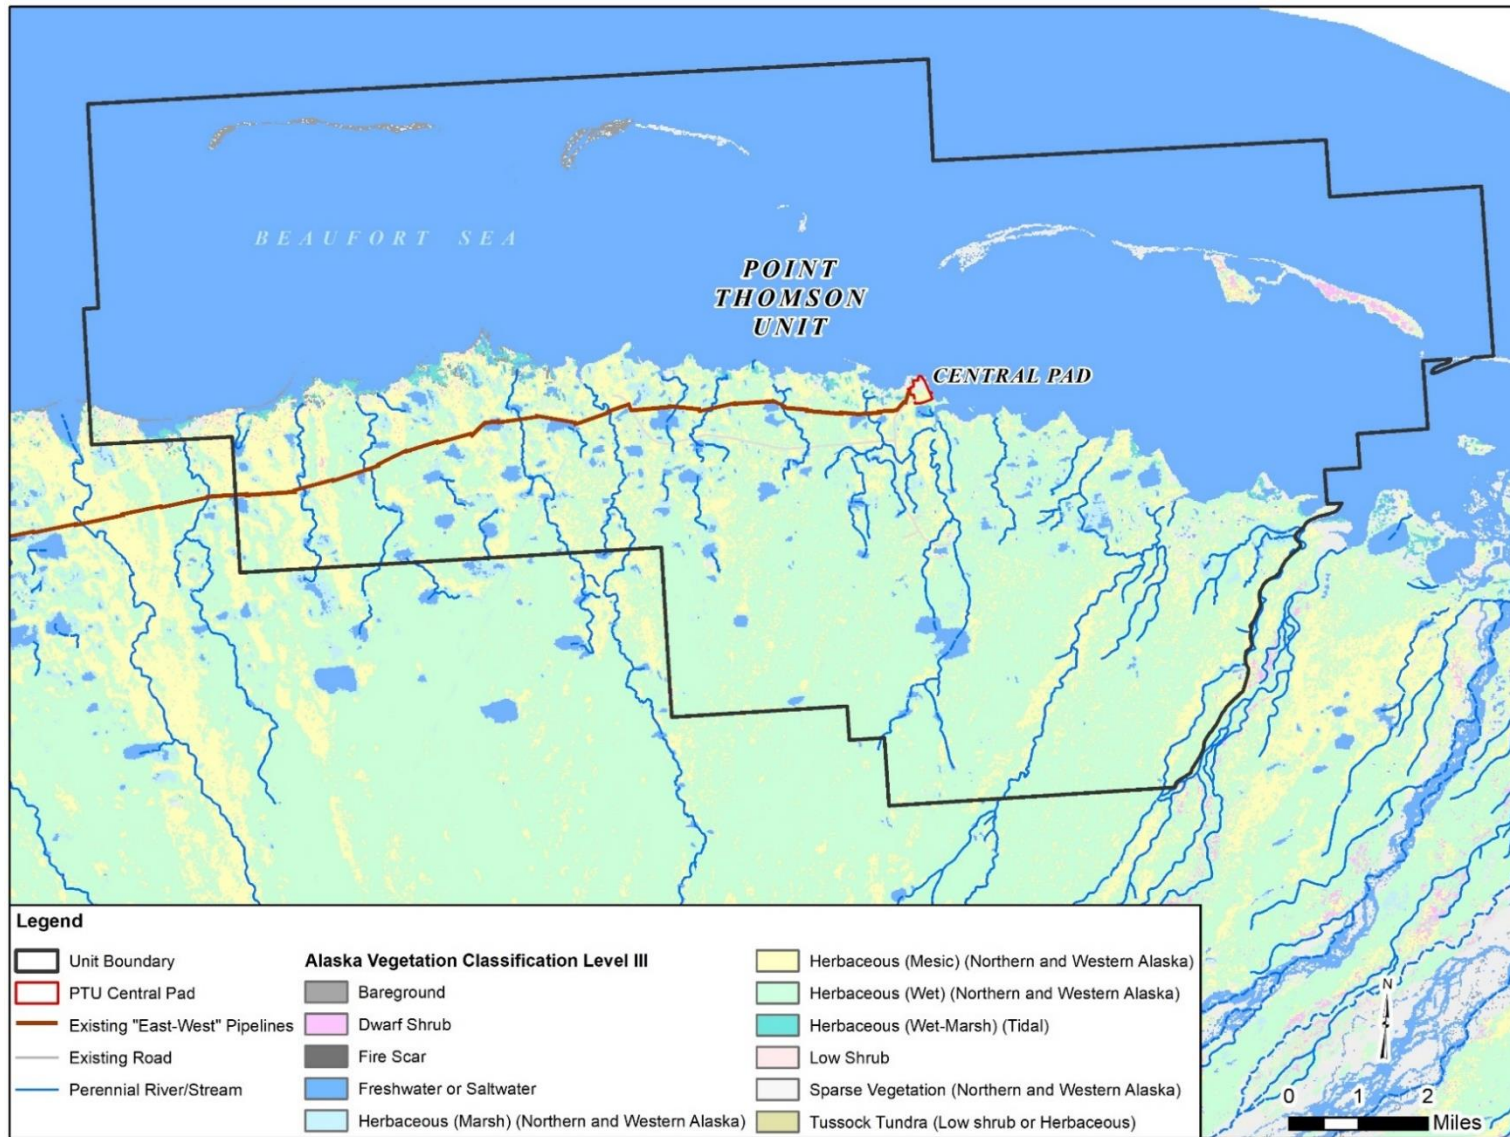 BEAUFORT SEA
POINT
THOMSON
UNIT
CENTRAL PAD
Legend
Unit Boundary
PTU Central Pad
Existing "East-West" Pipelines
Existing Road
Perennial River/Stream
Alaska Vegetation Classification Level III
Bareground
Dwarf Shrub
Fire Scar
Freshwater or Saltwater
Herbaceous (Marsh) (Northern and Western Alaska)
Herbaceous (Mesic) (Northern and Western Alaska)
Herbaceous (Wet) (Northern and Western Alaska)
Herbaceous (Wet-Marsh) (Tidal)
Low Shrub
Sparse Vegetation (Northern and Western Alaska)
Tussock Tundra (Low shrub or Herbaceous)
N
0 1 2
Miles